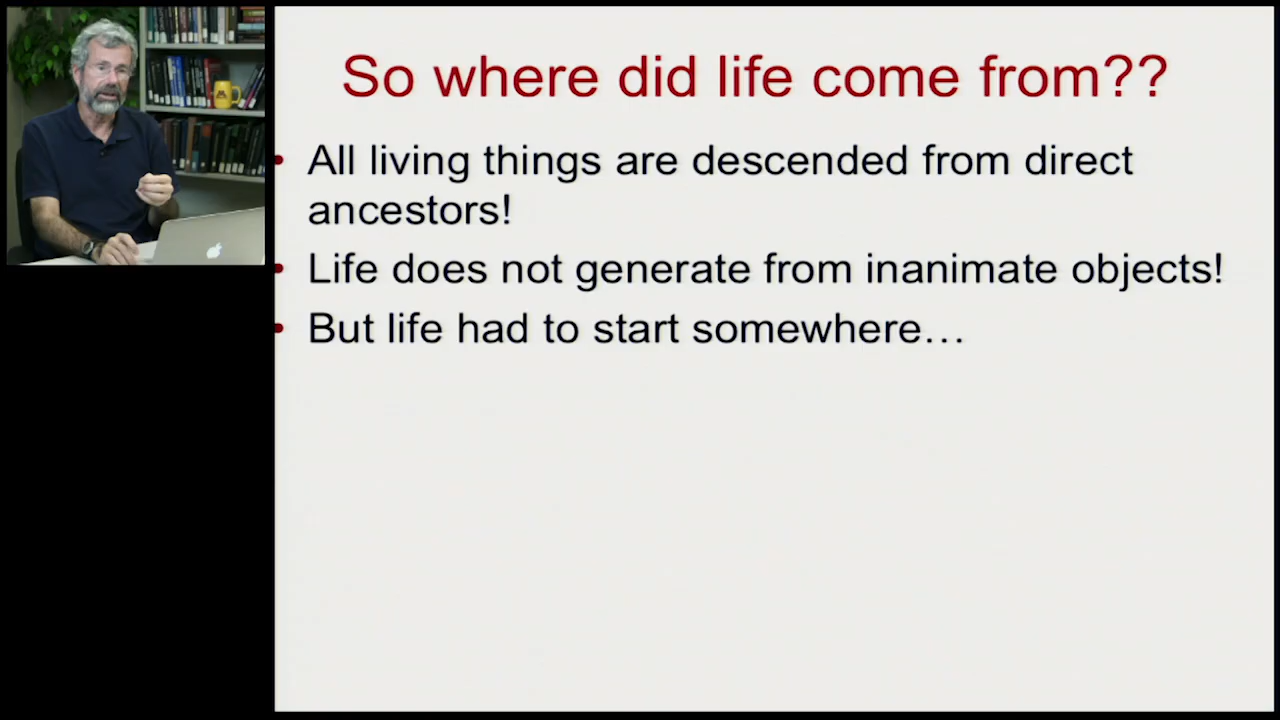 So where did life come from??
• All living things are descended from direct
ancestors!
• Life does not generate from inanimate objects!
• But life had to start somewhere…